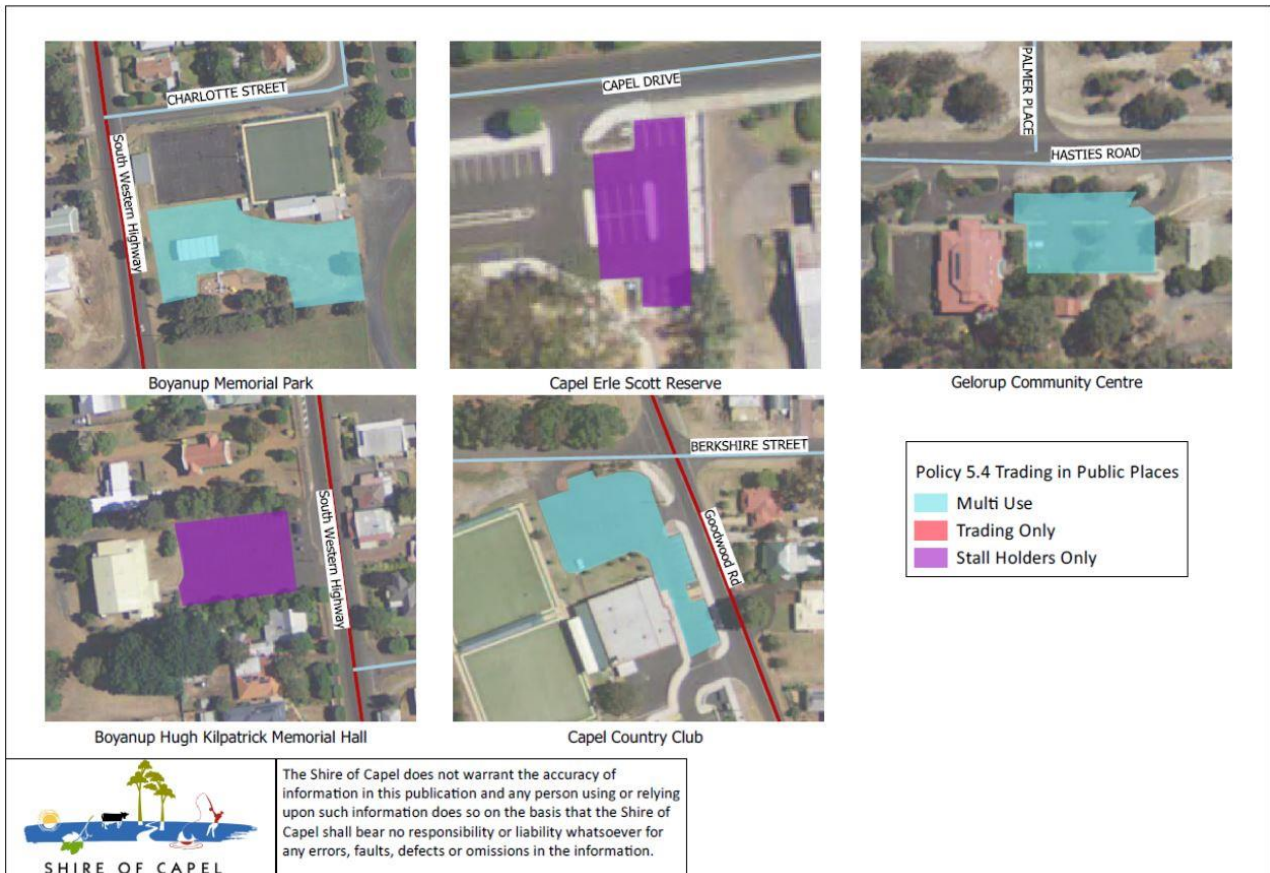 CHARLOTTE STREET
South Western Highway
Boyanup Memorial Park
CAPEL DRIVE
Capel Erle Scott Reserve
PALMER PLACE
HASTIES ROAD
Gelorup Community Centre
South Western Highway
Boyanup Hugh Kilpatrick Memorial Hall
BERKSHIRE STREET
Goodwood Rd
Capel Country Club
Policy 5.4 Trading in Public Places
Multi Use
Trading Only
Stall Holders Only
SHIRE OF CAPEL
The Shire of Capel does not warrant the accuracy of
information in this publication and any person using or relying
upon such information does so on the basis that the Shire of
Capel shall bear no responsibility or liability whatsoever for
any errors, faults, defects or omissions in the information.